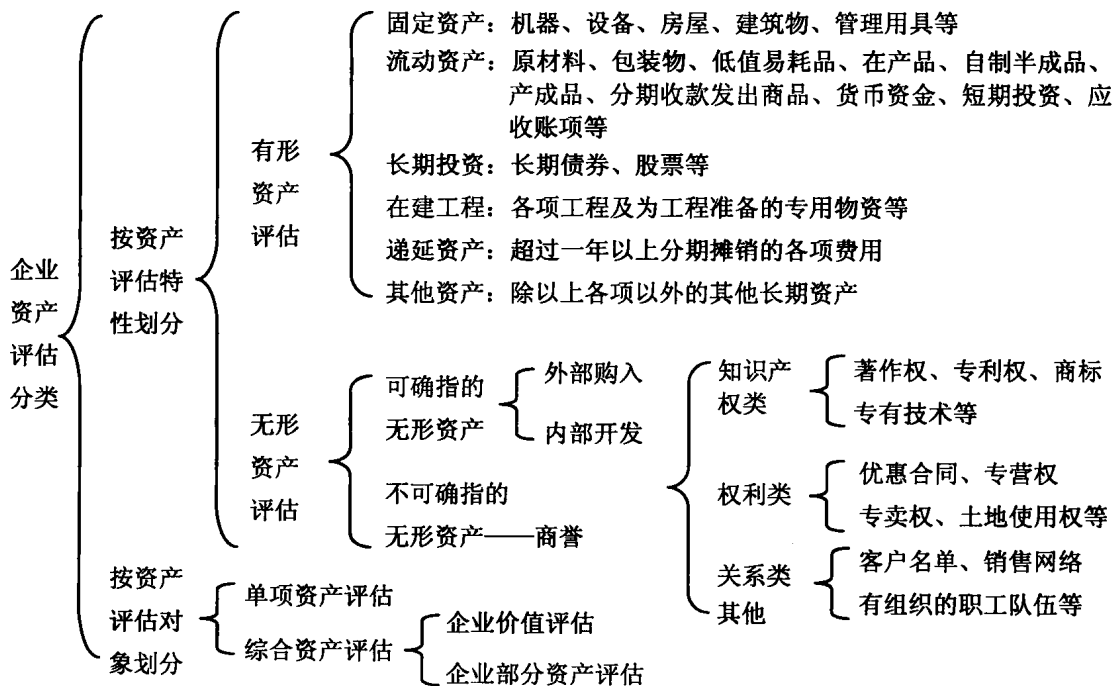 企业
资产
评估
分类
按资产
评估特
性划分
有形
资产
评估
固定资产：机器、设备、房屋、建筑物、管理用具等
流动资产：原材料、包装物、低值易耗品、在产品、自制半成品、
产成品、分期收款发出商品、货币资金、短期投资、应
收账项等
长期投资：长期债券、股票等
在建工程：各项工程及为工程准备的专用物资等
递延资产：超过一年以上分期摊销的各项费用
其他资产：除以上各项以外的其他长期资产
无形
资产
评估
可确指的
无形资产
外部购入
内部开发
不可确指的
无形资产——商誉
知识产
权类
著作权、专利权、商标
专有技术等
权利类
优惠合同、专营权
专卖权、土地使用权等
关系类
其他
客户名单、销售网络
有组织的职工队伍等
按资产
评估对
象划分
单项资产评估
综合资产评估
企业价值评估
企业部分资产评估